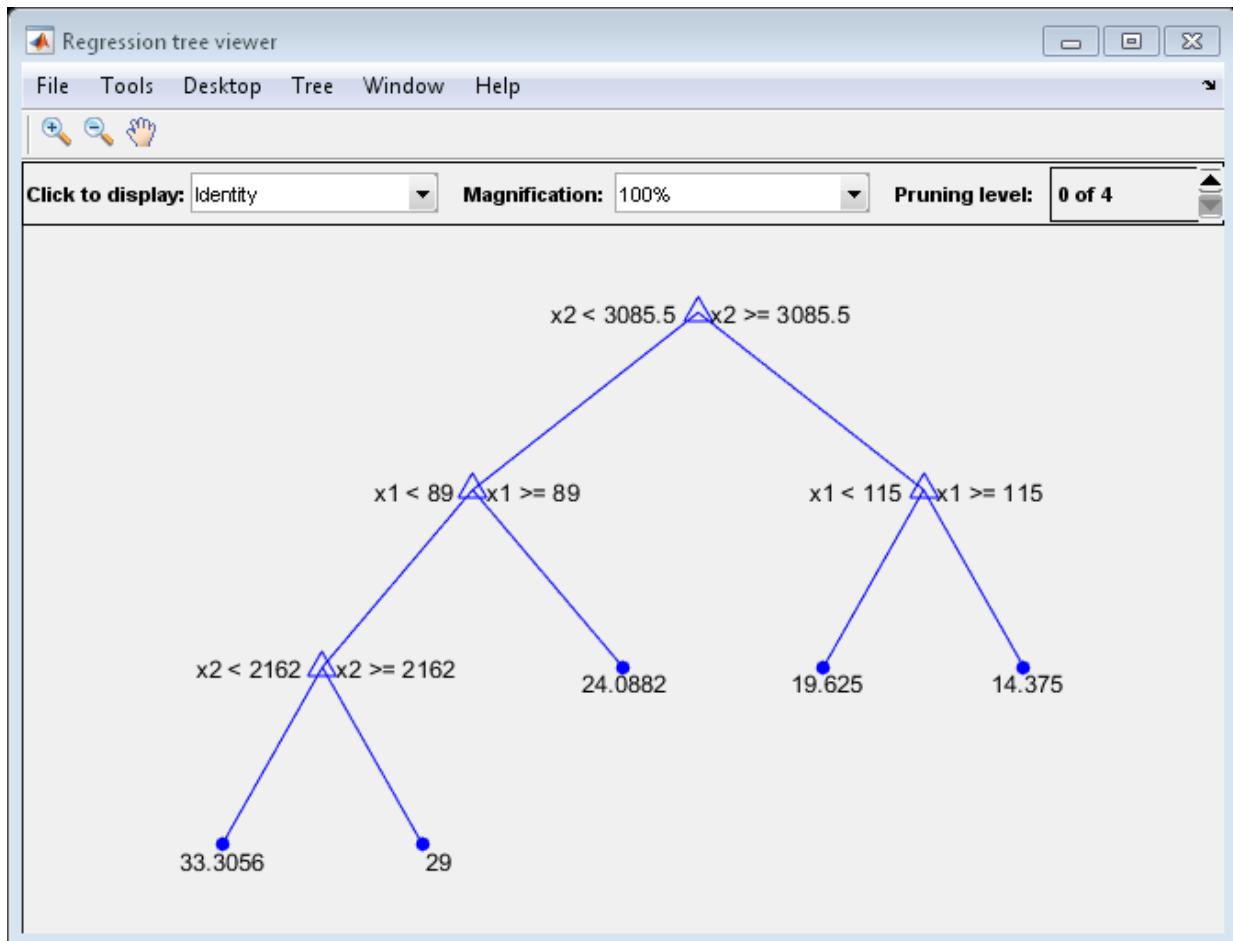 Regression tree viewer
File Tools Desktop Tree Window Help
Click to display: Identity Magnification: 100% Pruning level: 0 of 4
x2 < 3085.5 x2 >= 3085.5
x1 < 89 x1 >= 89 x1 < 115 x1 >= 115
x2 < 2162 x2 >= 2162 24.0882 19.625 14.375
33.3056 29